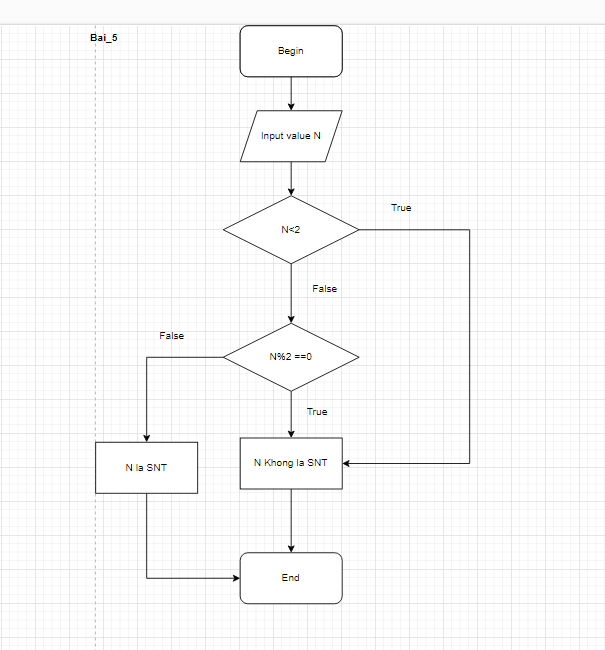 Bai_5
Begin
Input value N
N<2
True
False
N%2 ==0
False
True
N la SNT
N Khong la SNT
End